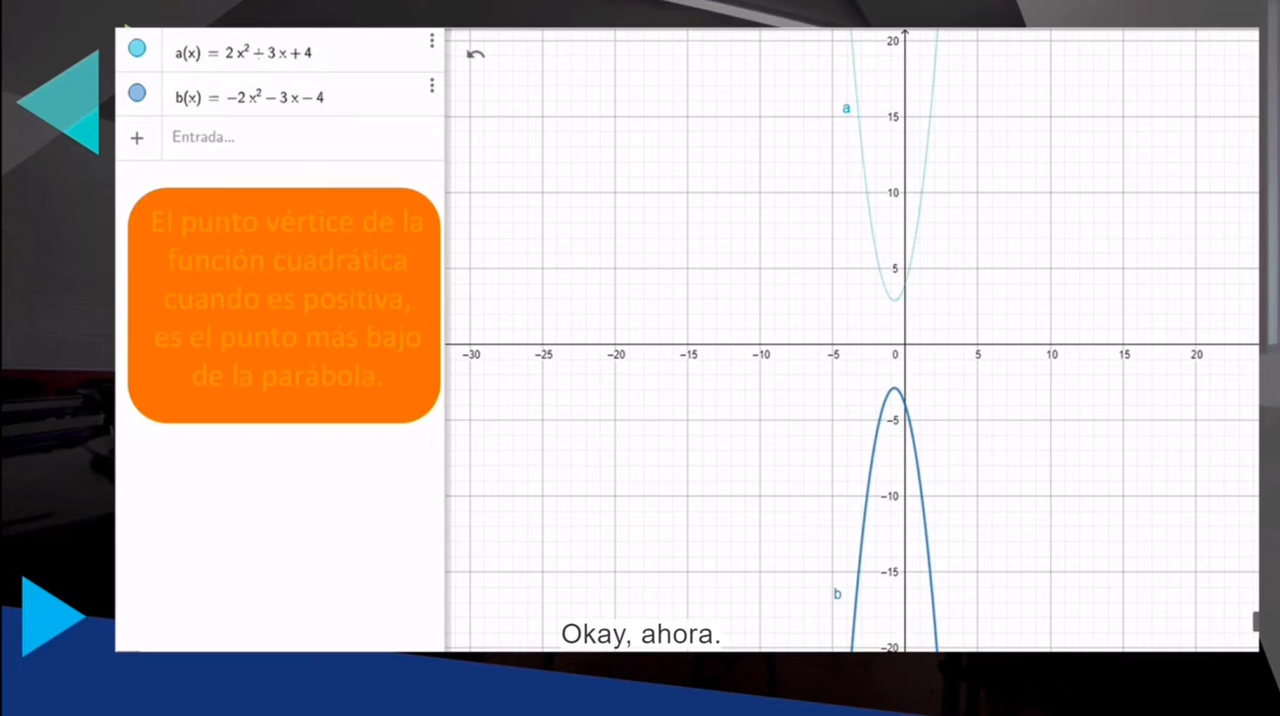 a(x) = 2x² + 3x + 4
b(x) = −2x² − 3x − 4
+ Entrada...
El punto vértice de la
función cuadrática
cuando es positiva,
es el punto más bajo
de la parábola.
20
a
15
10
5
−30 −25 −20 −15 −10 −5 0 5 10 15 20
−5
−10
−15
b
−20
Okay, ahora.